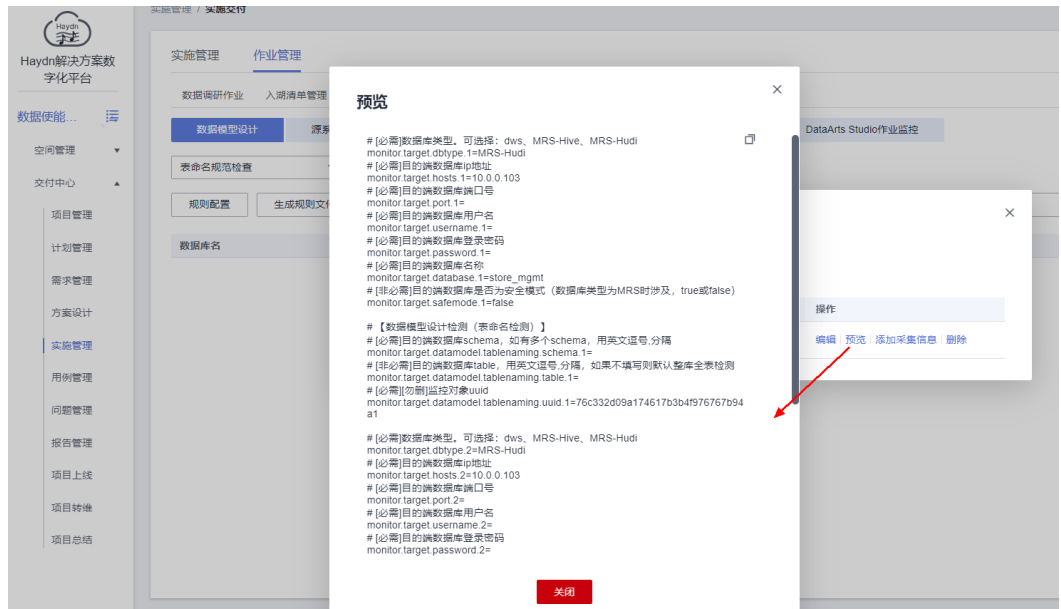 实施管理 / 实施交付
Haydn
Haydn解决方案数
字化平台
数据使能...
空间管理
交付中心
项目管理
计划管理
需求管理
方案设计
实施管理
用例管理
问题管理
报告管理
项目上线
项目转维
项目总结
实施管理 作业管理
数据调研作业 入湖清单管理
数据模型设计 源系
DataArts Studio作业监控
表命名规范检查
规则配置 生成规则文件
数据库名
操作
编辑 预览 添加采集信息 删除
预览
# [必需]数据库类型。可选择：dws、MRS-Hive、MRS-Hudi
monitor.target.dbtype.1=MRS-Hudi
# [必需]目的端数据库ip地址
monitor.target.hosts.1=10.0.0.103
# [必需]目的端数据库端口号
monitor.target.port.1=
# [必需]目的端数据库用户名
monitor.target.username.1=
# [必需]目的端数据库登录密码
monitor.target.password.1=
# [必需]目的端数据库名称
monitor.target.database.1=store_mgmt
# [非必需]目的端数据库是否为安全模式（数据库类型为MRS时涉及，true或false）
monitor.target.safemode.1=false
# 【数据模型设计检测（表命名检测）】
# [必需]目的端数据库schema，如有多个schema，用英文逗号,分隔
monitor.target.datamodel.tablenaming.schema.1=
# [非必需]目的端数据库table，用英文逗号,分隔，如果不填写则默认整库全表检测
monitor.target.datamodel.tablenaming.table.1=
# [必需][勿删]监控对象uuid
monitor.target.datamodel.tablenaming.uuid.1=76c332d09a174617b3b4f976767b94
a1
# [必需]数据库类型。可选择：dws、MRS-Hive、MRS-Hudi
monitor.target.dbtype.2=MRS-Hudi
# [必需]目的端数据库ip地址
monitor.target.hosts.2=10.0.0.103
# [必需]目的端数据库端口号
monitor.target.port.2=
# [必需]目的端数据库用户名
monitor.target.username.2=
# [必需]目的端数据库登录密码
monitor.target.password.2=
关闭